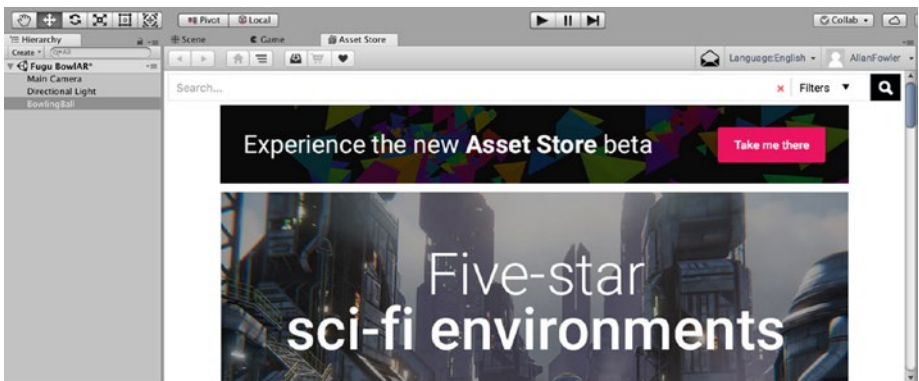 Pivot Local Collab
Hierarchy Scene Game Asset Store
Create All Language:English AllanFowler
Fugu BowlAR*
Main Camera
Directional Light
BowlingBall
Search... × Filters
Experience the new Asset Store beta Take me there
Five-star
sci-fi environments